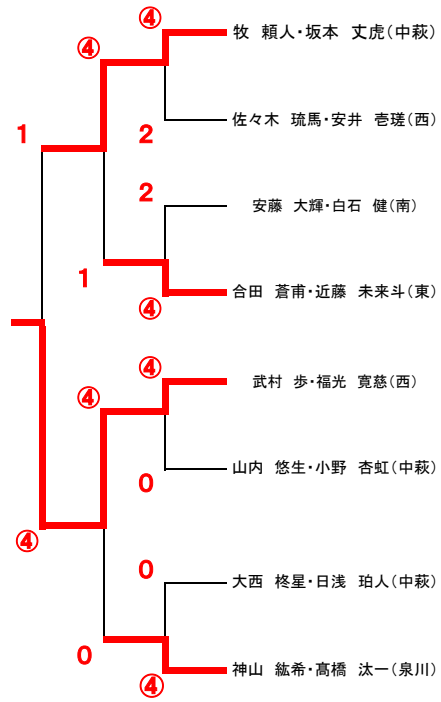 ④
牧 頼人・坂本 丈虎(中萩)
④
1
2
佐々木 琉馬・安井 壱瑳(西)
2
安藤 大輝・白石 健(南)
1
④
合田 蒼甫・近藤 未来斗(東)
④
武村 歩・福光 寛慈(西)
④
0
山内 悠生・小野 杏虹(中萩)
④
0
大西 柊星・日浅 珀人(中萩)
0
④
神山 紘希・髙橋 汰一(泉川)